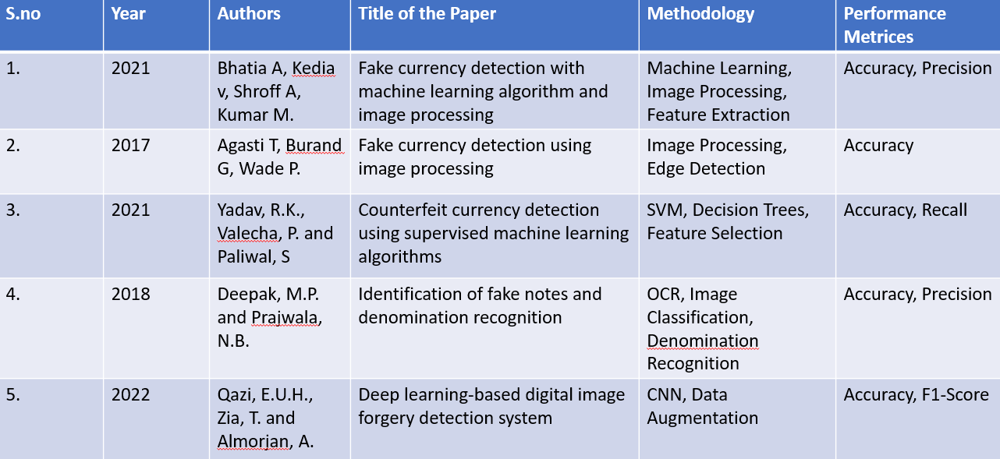 S.no
Year
Authors
Title of the Paper
Methodology
Performance
Metrices
1.
2021
Bhatia A, Kedia
v, Shroff A,
Kumar M.
Fake currency detection with
machine learning algorithm and
image processing
Machine Learning,
Image Processing,
Feature Extraction
Accuracy, Precision
2.
2017
Agasti T, Burand
G, Wade P.
Fake currency detection using
image processing
Image Processing,
Edge Detection
Accuracy
3.
2021
Yadav, R.K.,
Valecha, P. and
Paliwal, S
Counterfeit currency detection
using supervised machine learning
algorithms
SVM, Decision Trees,
Feature Selection
Accuracy, Recall
4.
2018
Deepak, M.P.
and Prajwala,
N.B.
Identification of fake notes and
denomination recognition
OCR, Image
Classification,
Denomination
Recognition
Accuracy, Precision
5.
2022
Qazi, E.U.H.,
Zia, T. and
Almorjan, A.
Deep learning-based digital image
forgery detection system
CNN, Data
Augmentation
Accuracy, F1-Score